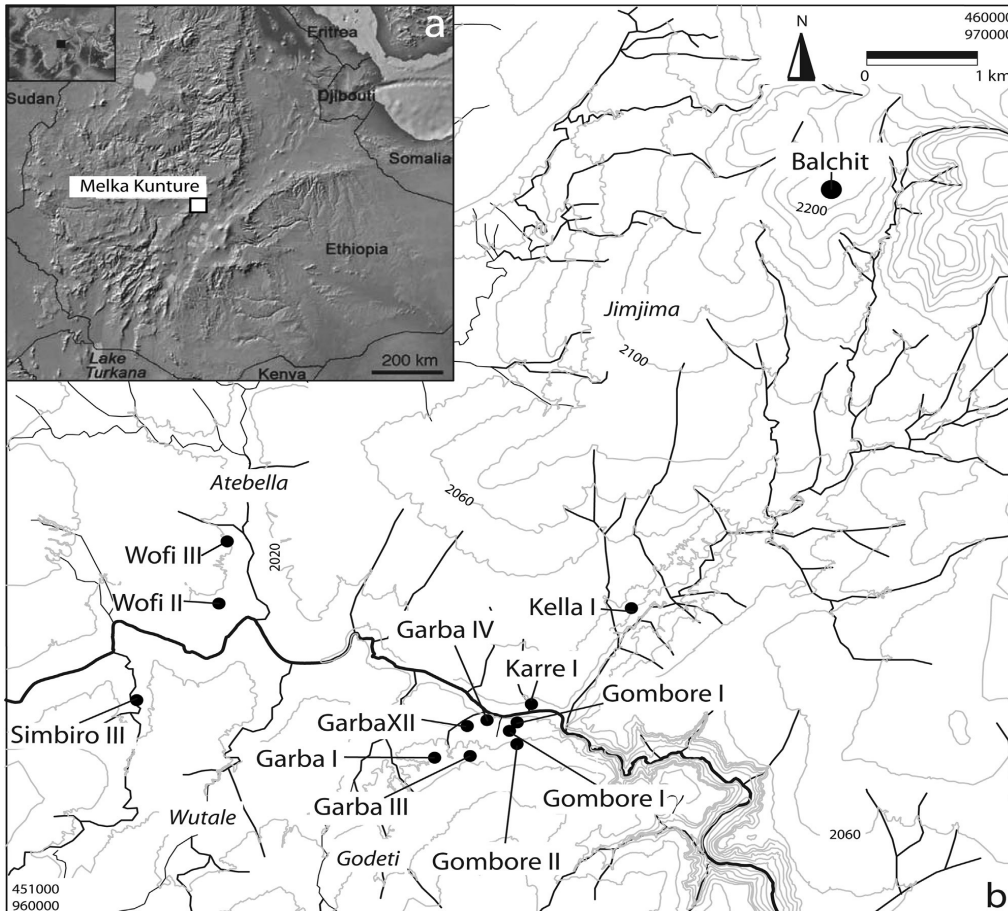 a
Eritrea
Sudan
Djibouti
Somalia
Melka Kunture
Ethiopia
Lake
Turkana
Kenya
200 km
N
460000
970000
0 1 km
Balchit
2200
Jimjima
2100
2060
Atebella
2020
Wofi III
Wofi II
Kella I
Garba IV
Karre I
Gombore I
Simbiro III
GarbaXII
Garba I
Garba III
Gombore I
Wutale
Godeti
Gombore II
2060
451000
960000
b